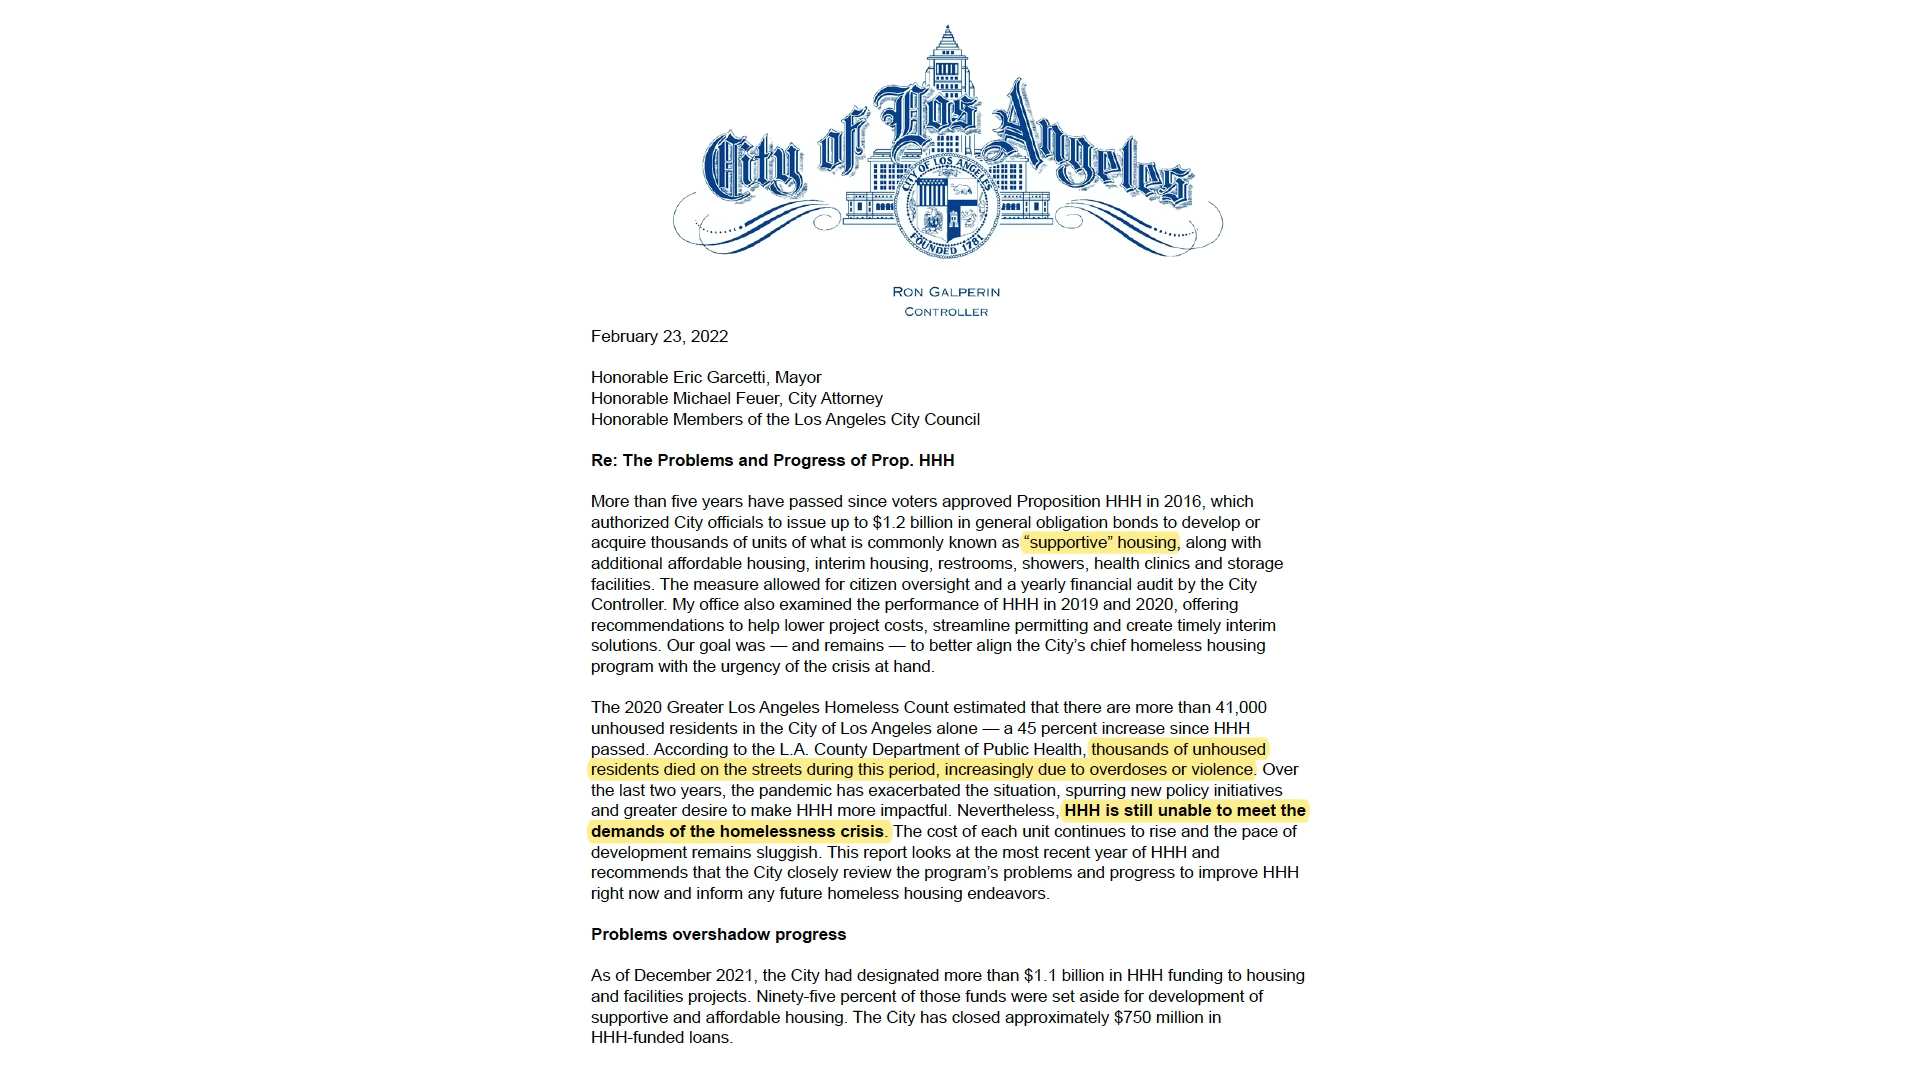 City of Los Angeles
CITY OF LOS ANGELES
FOUNDED 1781
RON GALPERIN
CONTROLLER
February 23, 2022
Honorable Eric Garcetti, Mayor
Honorable Michael Feuer, City Attorney
Honorable Members of the Los Angeles City Council
Re: The Problems and Progress of Prop. HHH
More than five years have passed since voters approved Proposition HHH in 2016, which
authorized City officials to issue up to $1.2 billion in general obligation bonds to develop or
acquire thousands of units of what is commonly known as “supportive” housing, along with
additional affordable housing, interim housing, restrooms, showers, health clinics and storage
facilities. The measure allowed for citizen oversight and a yearly financial audit by the City
Controller. My office also examined the performance of HHH in 2019 and 2020, offering
recommendations to help lower project costs, streamline permitting and create timely interim
solutions. Our goal was — and remains — to better align the City’s chief homeless housing
program with the urgency of the crisis at hand.
The 2020 Greater Los Angeles Homeless Count estimated that there are more than 41,000
unhoused residents in the City of Los Angeles alone — a 45 percent increase since HHH
passed. According to the L.A. County Department of Public Health, thousands of unhoused
residents died on the streets during this period, increasingly due to overdoses or violence. Over
the last two years, the pandemic has exacerbated the situation, spurring new policy initiatives
and greater desire to make HHH more impactful. Nevertheless, HHH is still unable to meet the
demands of the homelessness crisis. The cost of each unit continues to rise and the pace of
development remains sluggish. This report looks at the most recent year of HHH and
recommends that the City closely review the program’s problems and progress to improve HHH
right now and inform any future homeless housing endeavors.
Problems overshadow progress
As of December 2021, the City had designated more than $1.1 billion in HHH funding to housing
and facilities projects. Ninety-five percent of those funds were set aside for development of
supportive and affordable housing. The City has closed approximately $750 million in
HHH-funded loans.